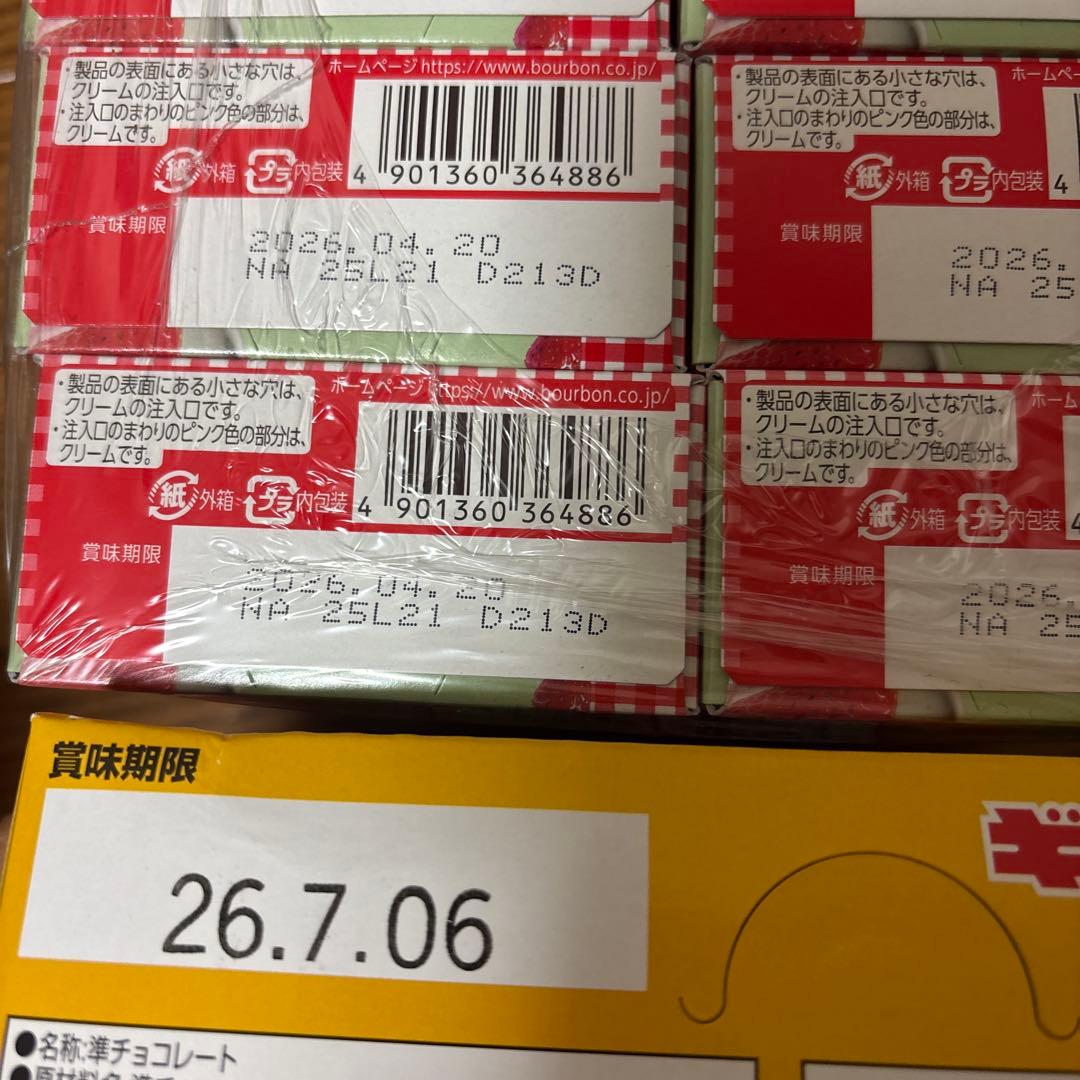 ・製品の表面にある小さな穴は、
クリームの注入口です。
・注入口のまわりのピンク色の部分は、
クリームです。
ホームページ https://www.bourbon.co.jp/
紙 外箱 プラ 内包装
4 901360 364886
賞味期限
2026.04.20
NA 25L21 D213D
・製品の表面にある小さな穴は、
クリームの注入口です。
・注入口のまわりのピンク色の部分は、
クリームです。
ホームペー
紙 外箱 プラ 内包装
4
賞味期限
2026.
NA 25
・製品の表面にある小さな穴は、
クリームの注入口です。
・注入口のまわりのピンク色の部分は、
クリームです。
ホームページ https://www.bourbon.co.jp/
紙 外箱 プラ 内包装
4 901360 364886
賞味期限
2026.04.20
NA 25L21 D213D
・製品の表面にある小さな穴は、
クリームの注入口です。
・注入口のまわりのピンク色の部分は、
クリームです。
ホーム
紙 外箱 プラ 内包装
4
賞味期限
2026.
NA 25
賞味期限
26.7.06
●名称:準チョコレート